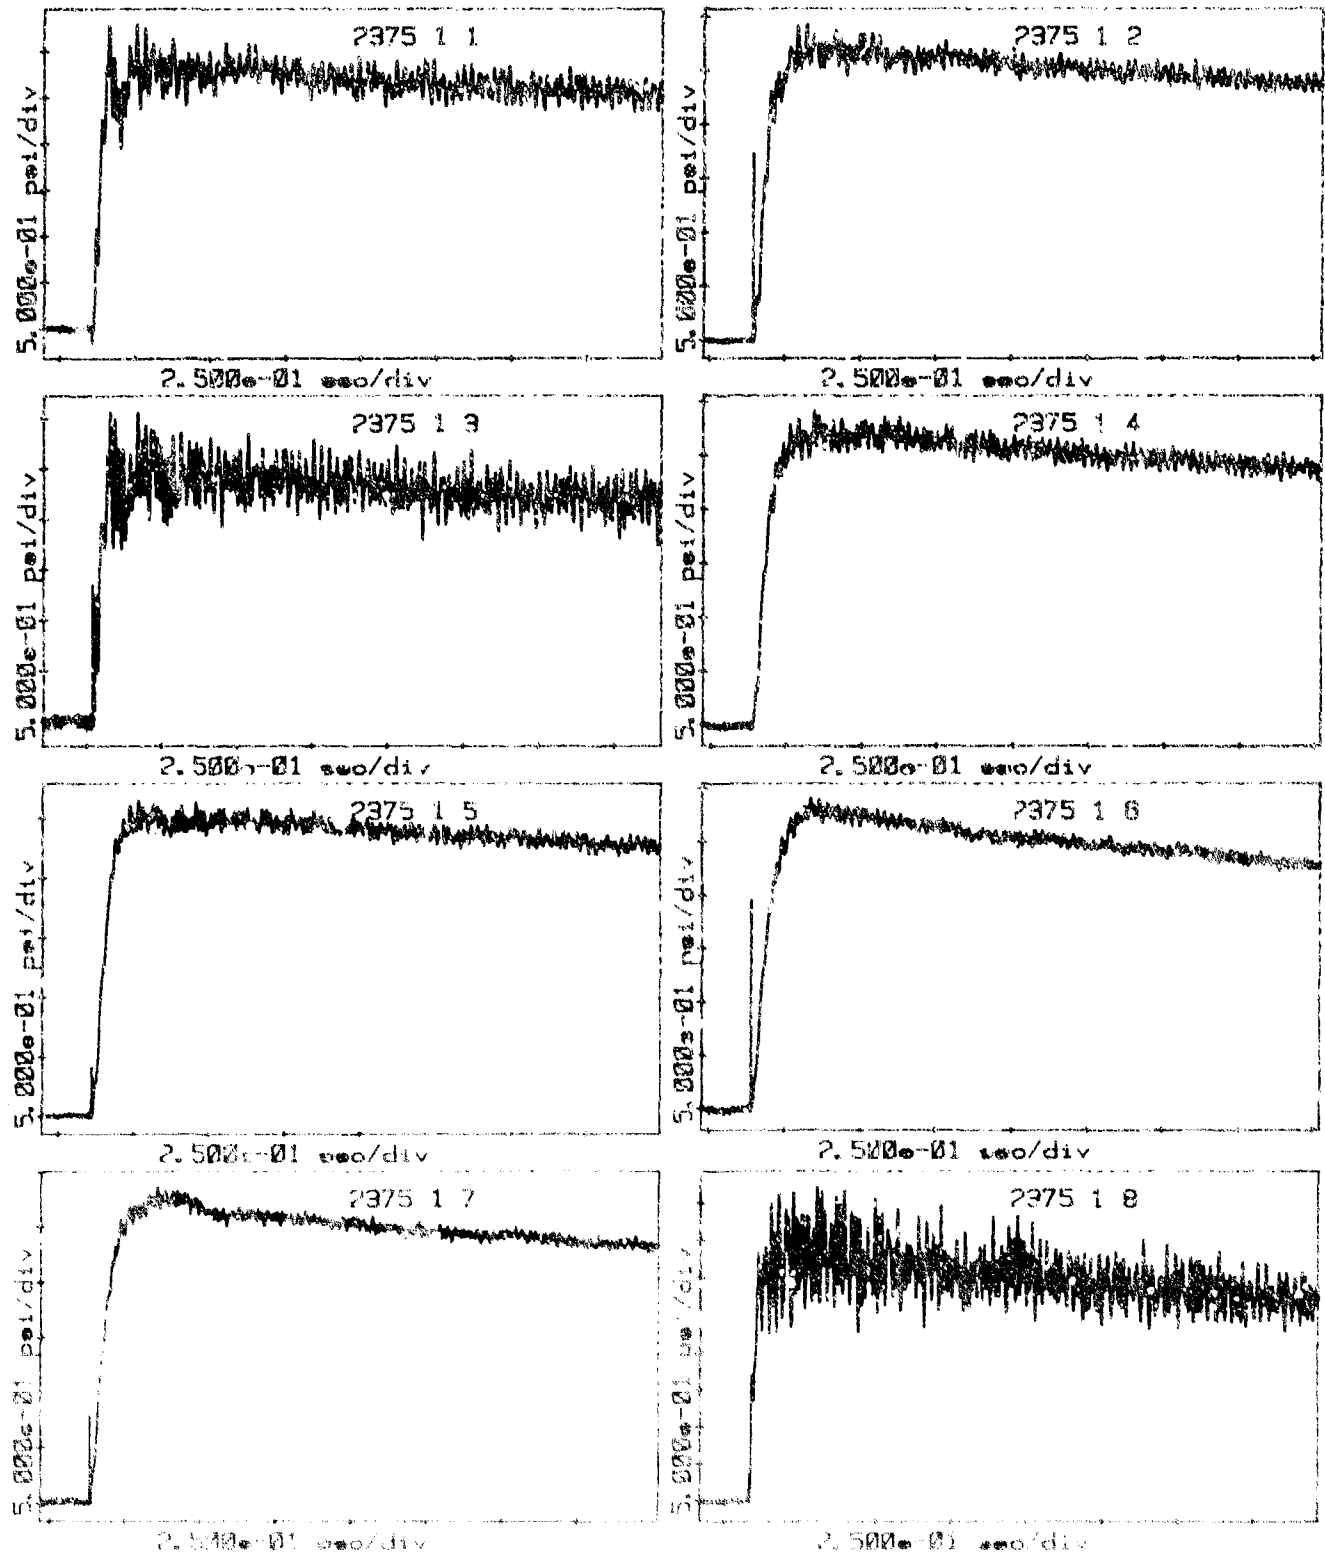 2375 1 1
5.000e-01 psi/div
2.500e-01 sec/div
2375 1 2
5.000e-01 psi/div
2.500e-01 sec/div
2375 1 3
5.000e-01 psi/div
2.500e-01 sec/div
2375 1 4
5.000e-01 psi/div
2.500e-01 sec/div
2375 1 5
5.000e-01 psi/div
2.500e-01 sec/div
2375 1 6
5.000e-01 psi/div
2.500e-01 sec/div
2375 1 7
5.000e-01 psi/div
2.500e-01 sec/div
2375 1 8
5.000e-01 psi/div
2.500e-01 sec/div